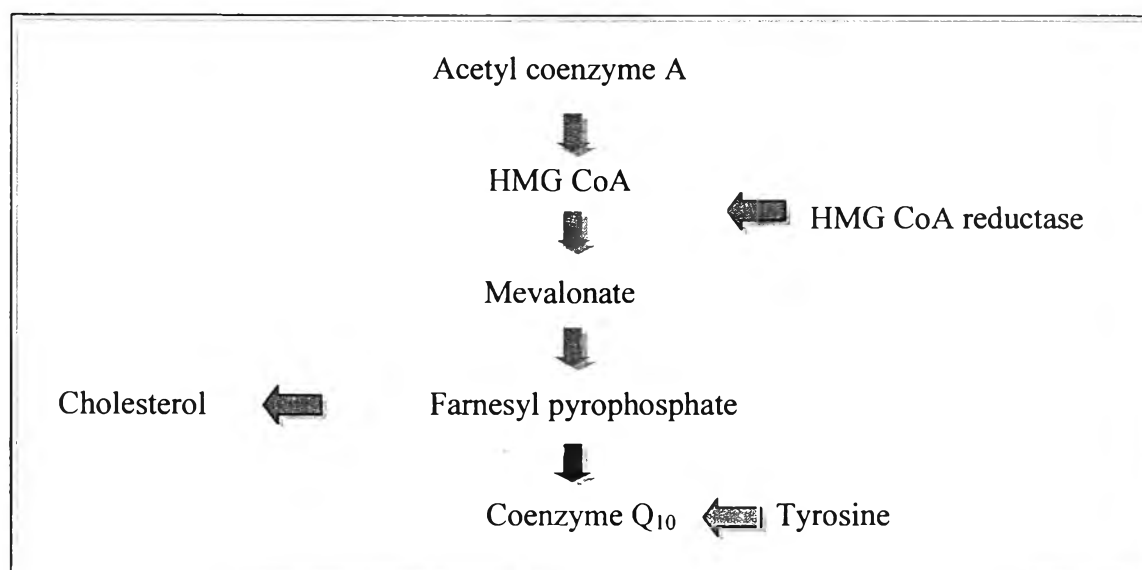 Acetyl coenzyme A
HMG CoA
HMG CoA reductase
Mevalonate
Cholesterol
Farnesyl pyrophosphate
Coenzyme Q₁₀
Tyrosine